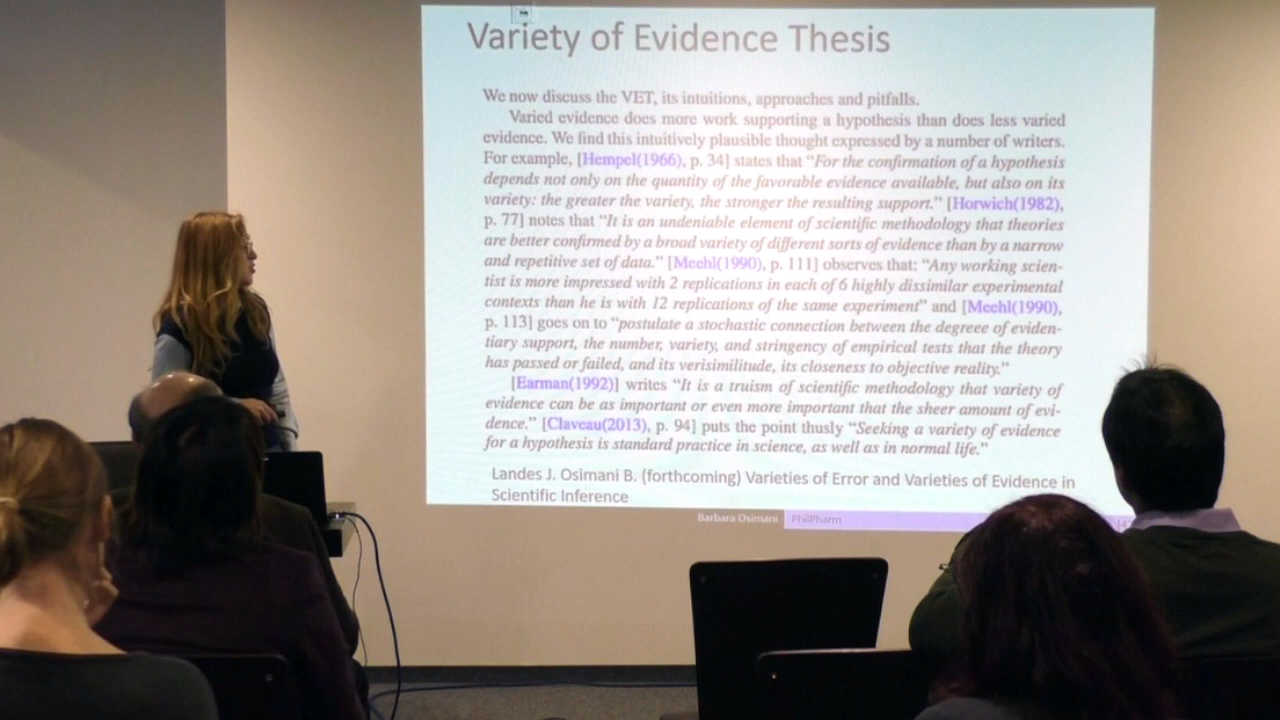 Variety of Evidence Thesis
We now discuss the VET, its intuitions, approaches and pitfalls.
Varied evidence does more work supporting a hypothesis than does less varied
evidence. We find this intuitively plausible thought expressed by a number of writers.
For example, [Hempel(1966), p. 34] states that “For the confirmation of a hypothesis
depends not only on the quantity of the favorable evidence available, but also on its
variety: the greater the variety, the stronger the resulting support.” [Horwich(1982),
p. 77] notes that “It is an undeniable element of scientific methodology that theories
are better confirmed by a broad variety of different sorts of evidence than by a narrow
and repetitive set of data.” [Meehl(1990), p. 111] observes that: “Any working scien-
tist is more impressed with 2 replications in each of 6 highly dissimilar experimental
contexts than he is with 12 replications of the same experiment” and [Meehl(1990),
p. 113] goes on to “postulate a stochastic connection between the degreee of eviden-
tiary support, the number, variety, and stringency of empirical tests that the theory
has passed or failed, and its verisimilitude, its closeness to objective reality.”
[Earman(1992)] writes “It is a truism of scientific methodology that variety of
evidence can be as important or even more important that the sheer amount of evi-
dence.” [Claveau(2013), p. 94] puts the point thusly “Seeking a variety of evidence
for a hypothesis is standard practice in science, as well as in normal life.”
Landes J. Osimani B. (forthcoming) Varieties of Error and Varieties of Evidence in
Scientific Inference
Barbara Osimani PhilPharm